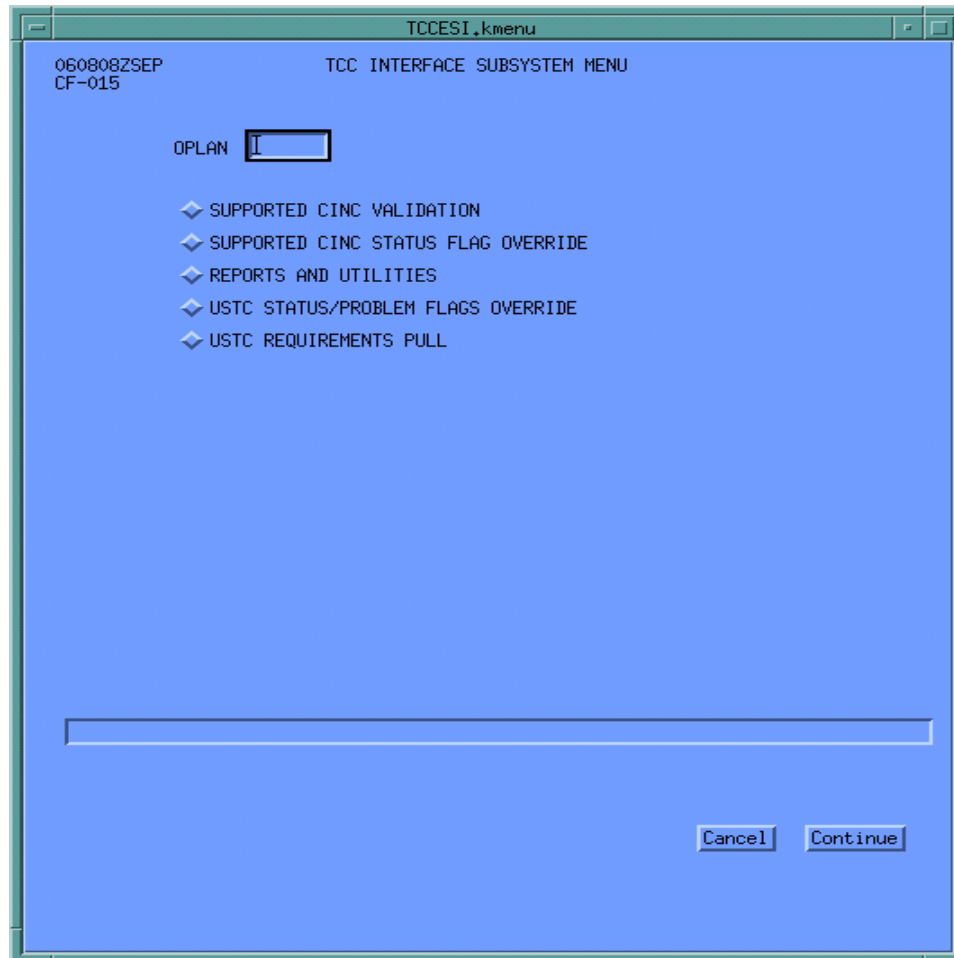 TCCESI.kmenu
060808ZSEP TCC INTERFACE SUBSYSTEM MENU
CF-015
OPLAN
SUPPORTED CINC VALIDATION
SUPPORTED CINC STATUS FLAG OVERRIDE
REPORTS AND UTILITIES
USTC STATUS/PROBLEM FLAGS OVERRIDE
USTC REQUIREMENTS PULL
Cancel Continue